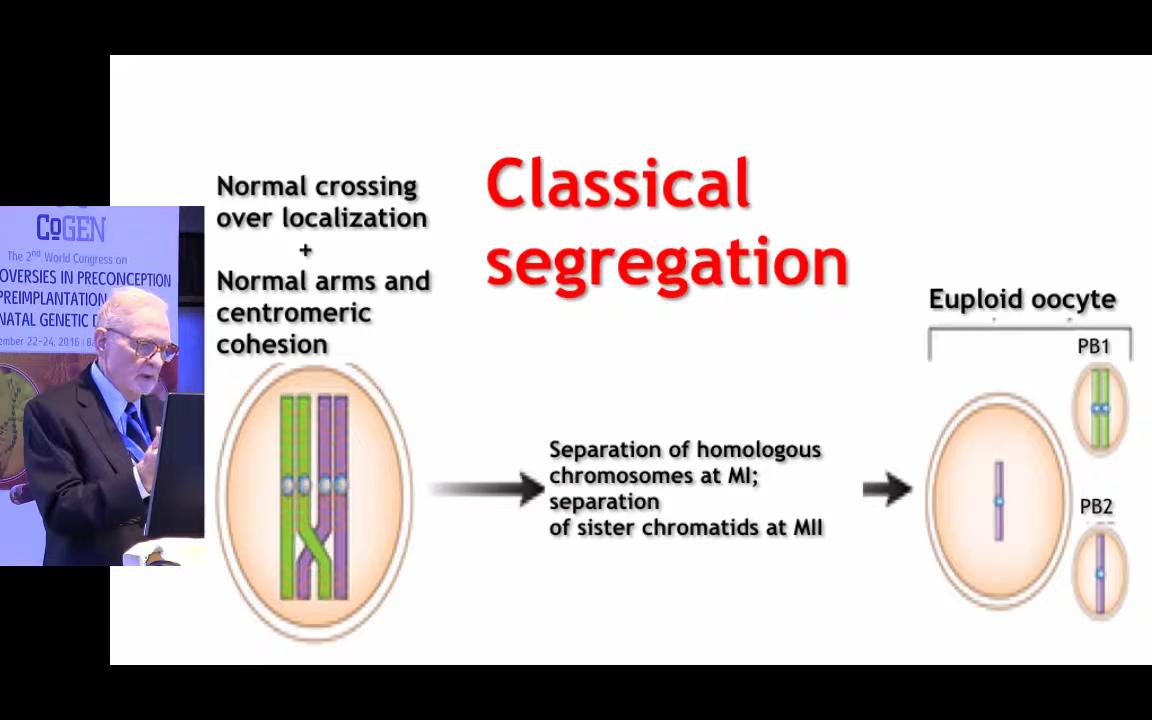 CoGEN
The 2nd World Congress on
OVERSIES IN PRECONCEPTION
PREIMPLANTATION
NATAL GENETIC D
ember 22-24, 2016 | Ba
Normal crossing
over localization
+
Normal arms and
centromeric
cohesion
Classical
segregation
Separation of homologous
chromosomes at MI;
separation
of sister chromatids at MII
Euploid oocyte
PB1
PB2